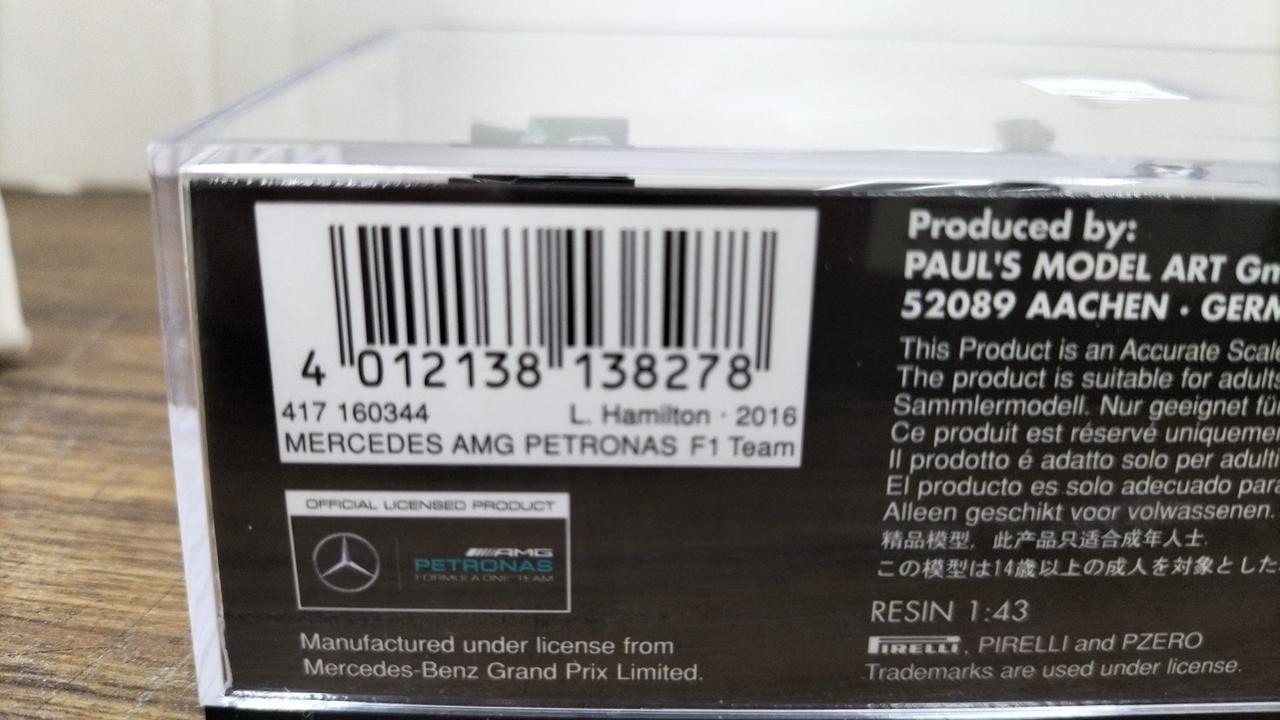 4 012138 138278
417 160344 L. Hamilton · 2016
MERCEDES AMG PETRONAS F1 Team
OFFICIAL LICENSED PRODUCT
AMG
PETRONAS
FORMULA ONE TEAM
Manufactured under license from
Mercedes-Benz Grand Prix Limited.
Produced by:
PAUL'S MODEL ART
52089 AACHEN ·
This Product is an Accurate
The product is suitable for adults
Sammlermodell. Nur geeignet
Ce produit est réservé
Il prodotto é adatto solo per
El producto es solo adecuado
Alleen geschikt voor volwassenen.
精品模型, 此产品只适合成年人士.
この模型は14歳以上の成人を対象とした
RESIN 1:43
PIRELLI, PIRELLI and PZERO
Trademarks are used under license.